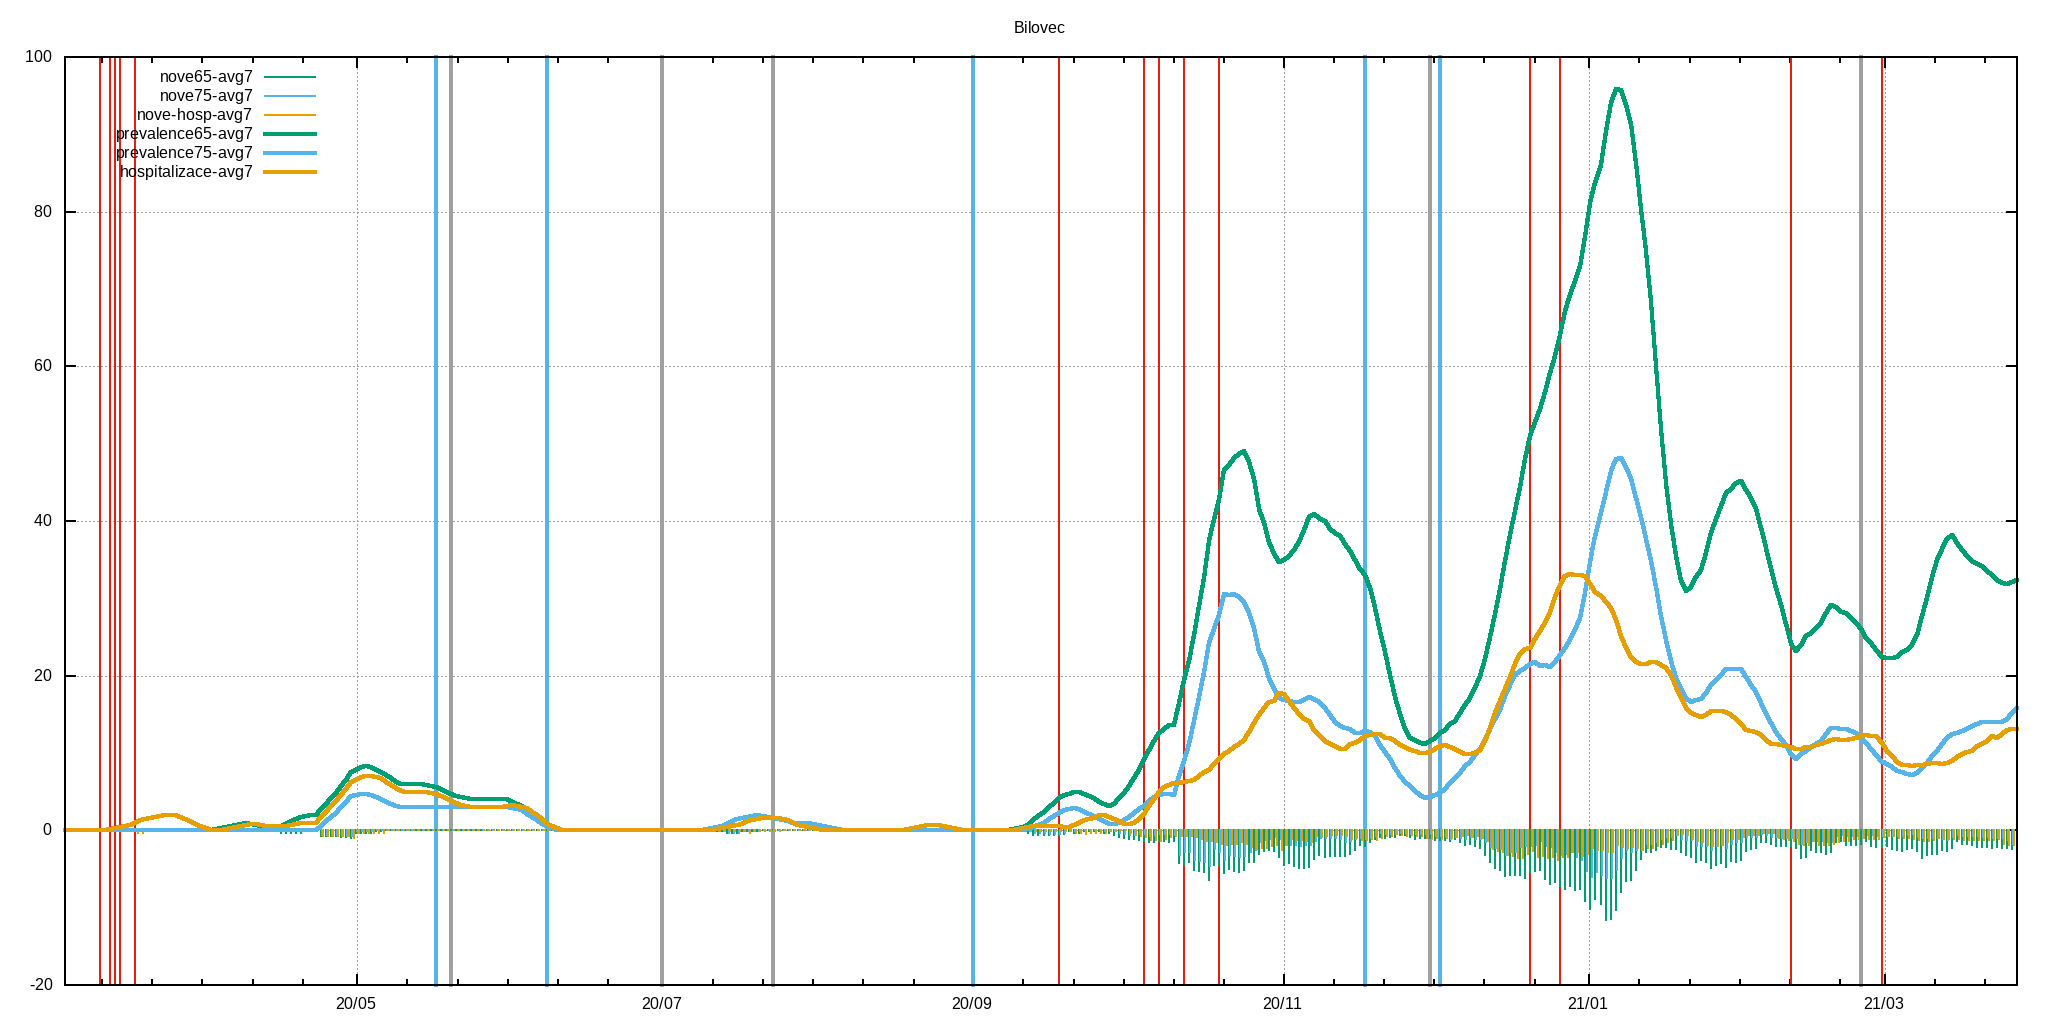 Bilovec
100
nove65-avg7
nove75-avg7
nove-hosp-avg7
prevalence65-avg7
prevalence75-avg7
hospitalizace-avg7
80
60
40
20
0
-20
20/05 20/07 20/09 20/11 21/01 21/03